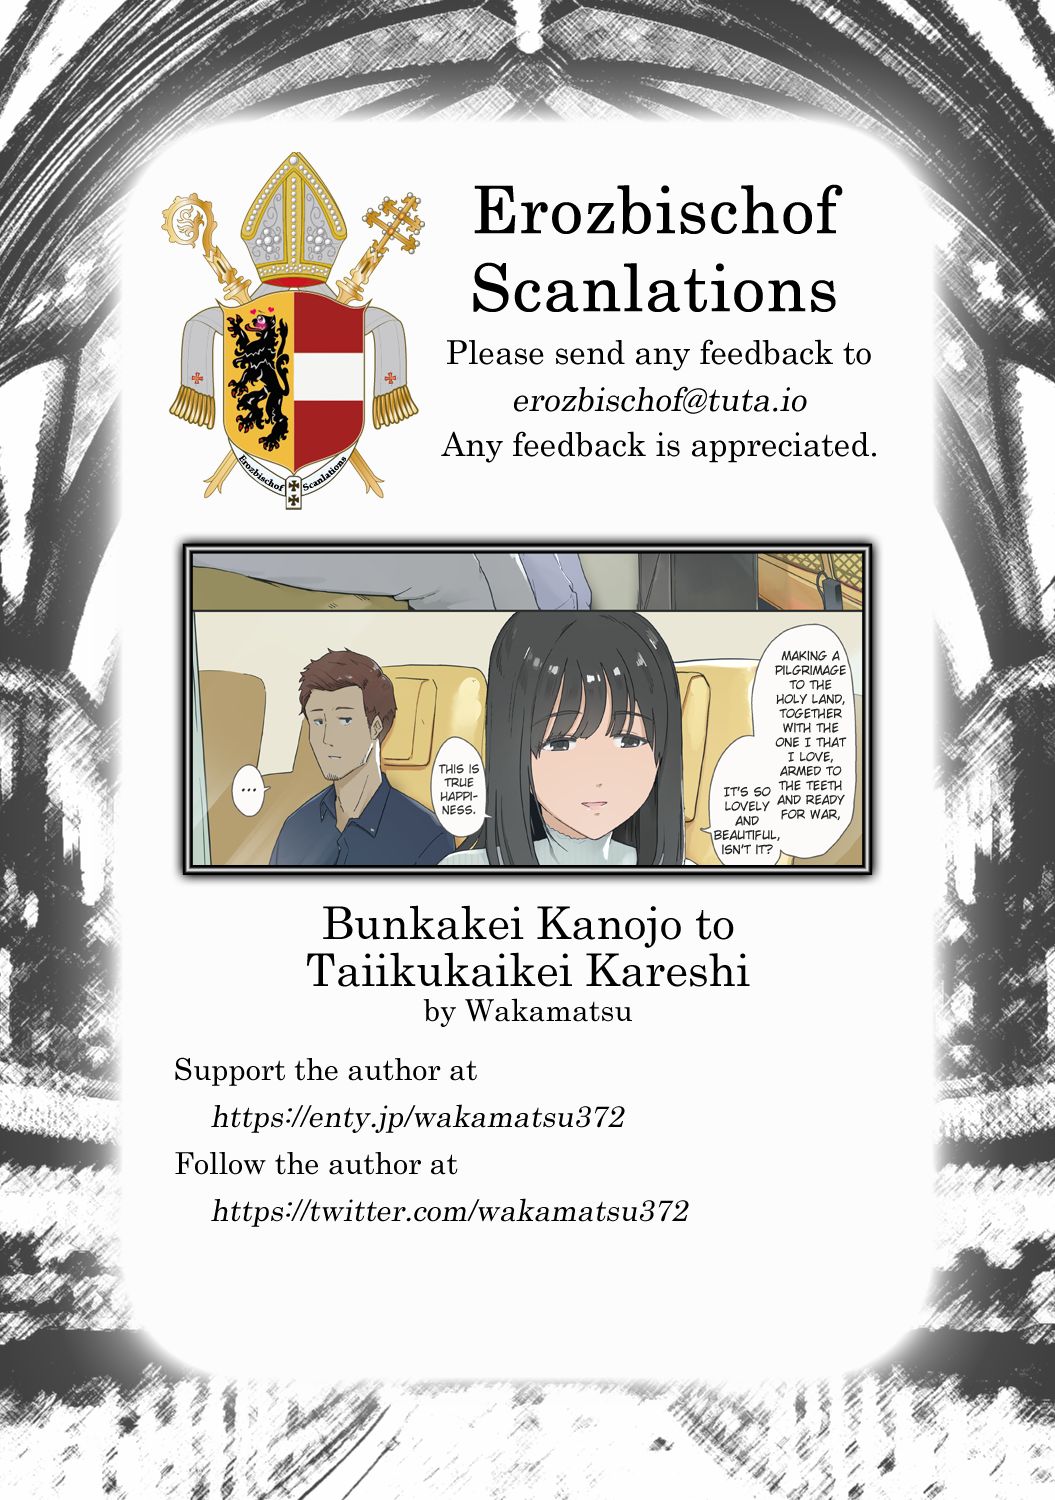 Erozbischof
Scanlations
Please send any feedback to
erozbischof@tuta.io
Any feedback is appreciated.
Erozbischof Scanlations
MAKING A
PILGRIMAGE
TO THE
HOLY LAND,
TOGETHER
WITH THE
ONE I THAT
I LOVE,
ARMED TO
THE TEETH
AND READY
FOR WAR,
IT'S SO
LOVELY
AND
BEAUTIFUL,
ISN'T IT?
THIS IS
TRUE
HAPPI-
NESS.
...
Bunkakei Kanojo to
Taiikukaikei Kareshi
by Wakamatsu
Support the author at
https://enty.jp/wakamatsu372
Follow the author at
https://twitter.com/wakamatsu372